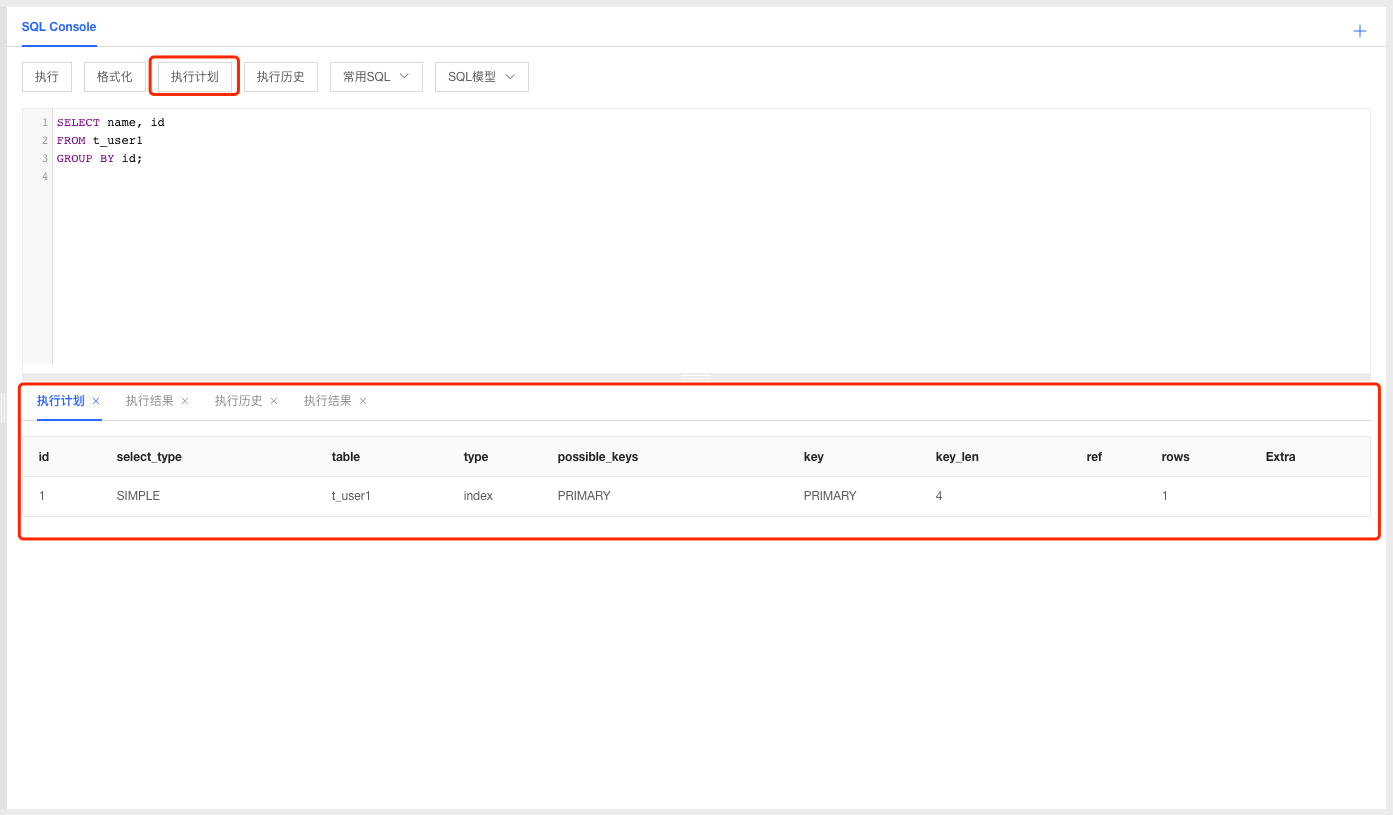 SQL Console
执行 格式化 执行计划 执行历史 常用SQL SQL模型
1 SELECT name, id
2 FROM t_user1
3 GROUP BY id;
4
执行计划 × 执行结果 × 执行历史 × 执行结果 ×
id select_type table type possible_keys key key_len ref rows Extra
1 SIMPLE t_user1 index PRIMARY PRIMARY 4 1